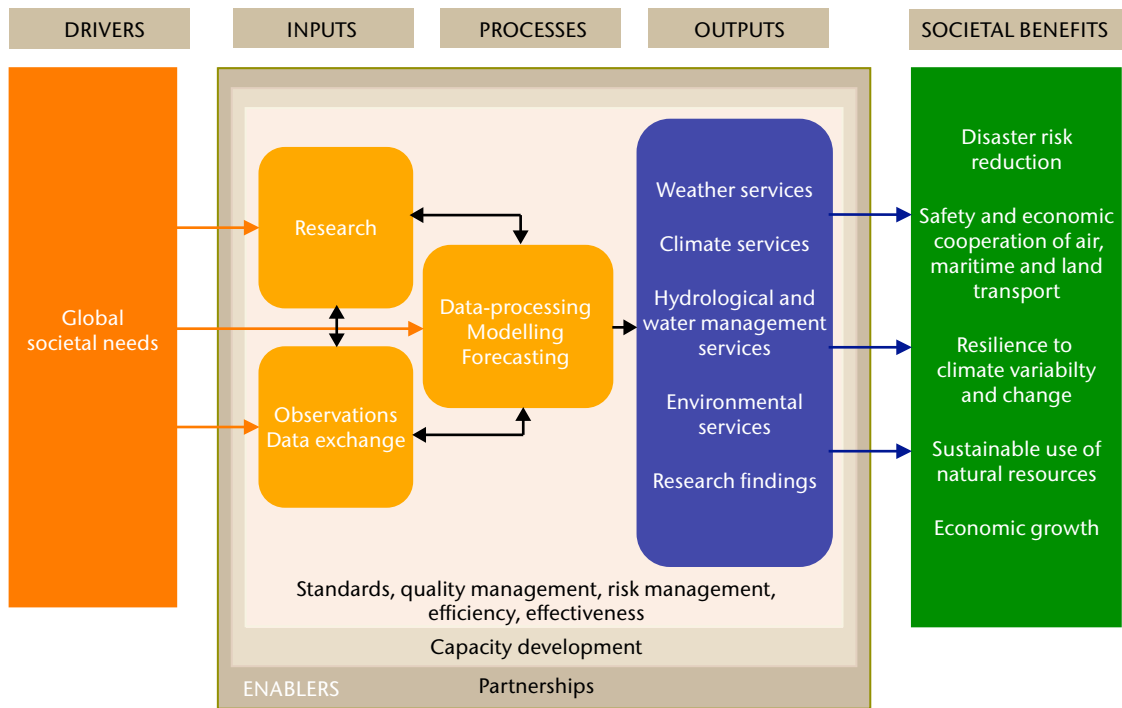 DRIVERS
INPUTS
PROCESSES
OUTPUTS
SOCIETAL BENEFITS
Global
societal needs
Research
Observations
Data exchange
Data-processing
Modelling
Forecasting
Weather services
Climate services
Hydrological and
water management
services
Environmental
services
Research findings
Disaster risk
reduction
Safety and economic
cooperation of air,
maritime and land
transport
Resilience to
climate variabilty
and change
Sustainable use of
natural resources
Economic growth
Standards, quality management, risk management,
efficiency, effectiveness
Capacity development
ENABLERS
Partnerships